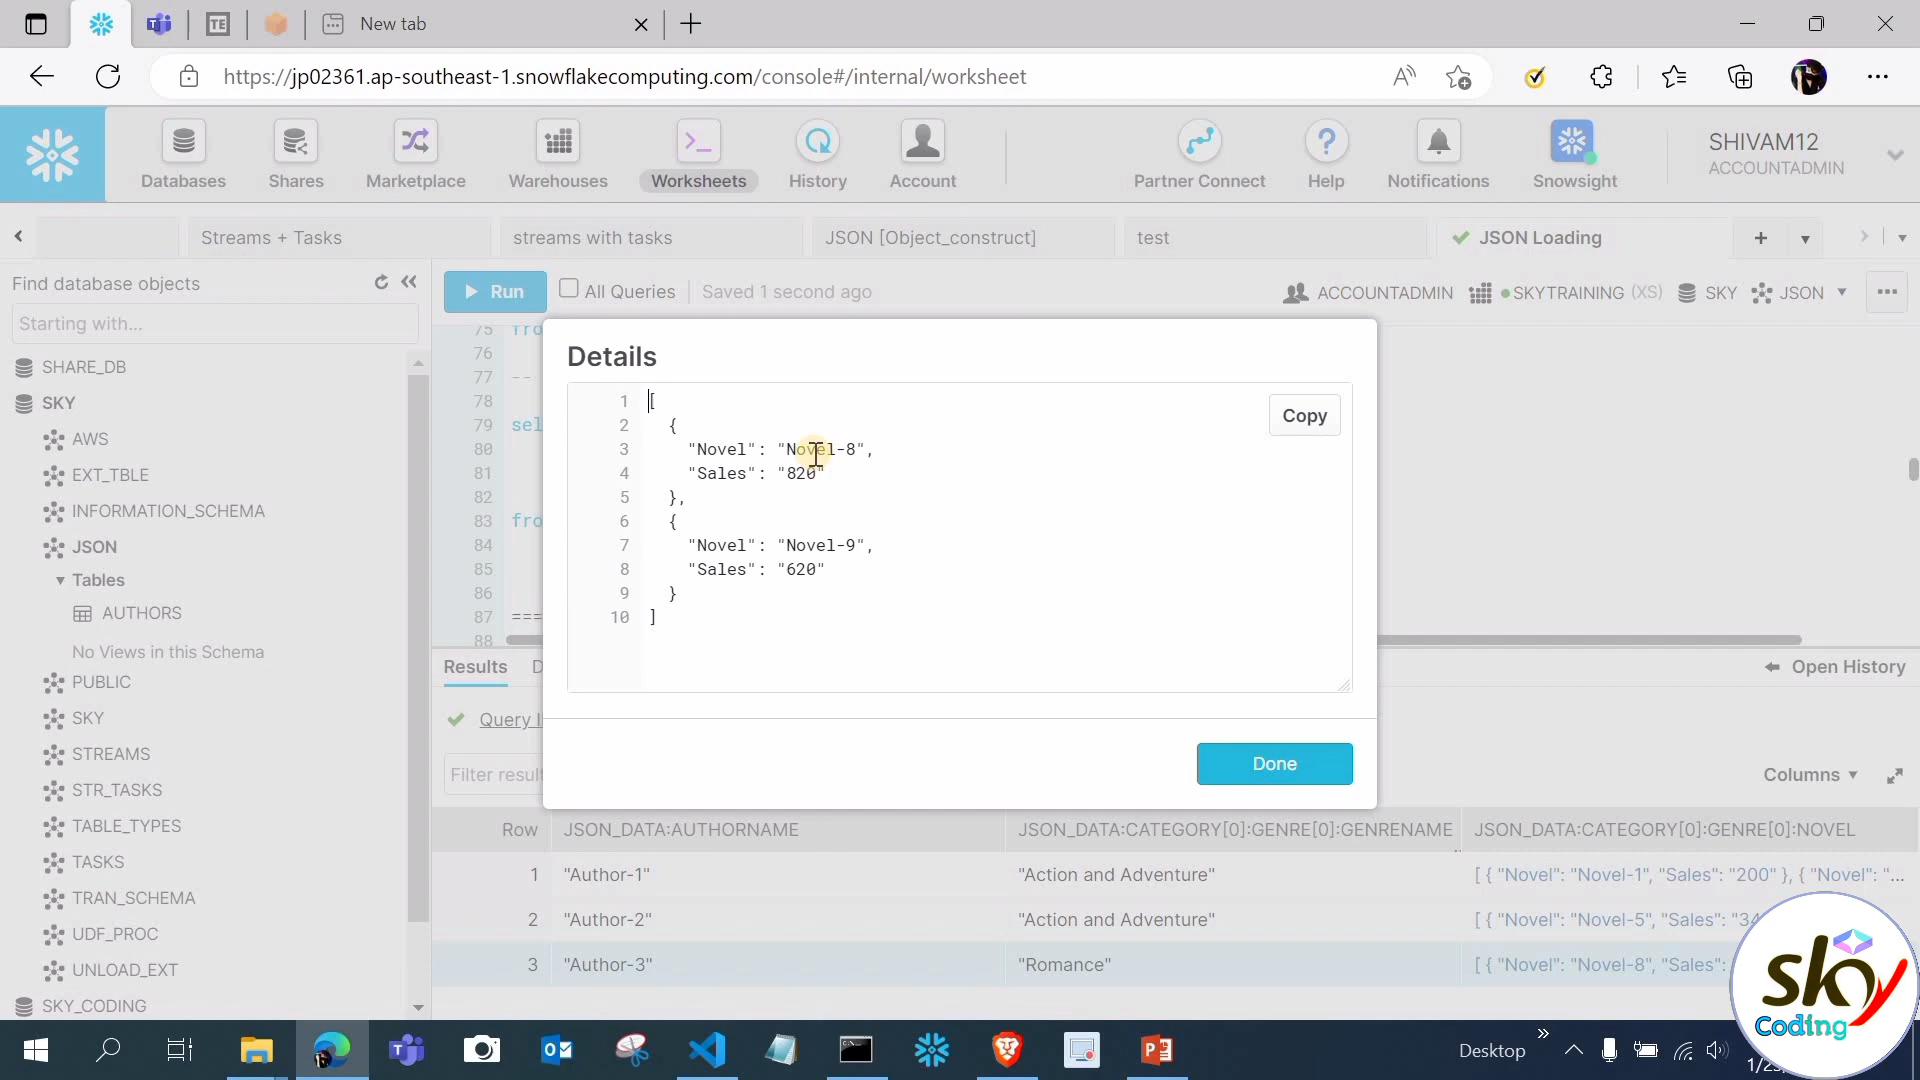 TE
New tab
https://jp02361.ap-southeast-1.snowflakecomputing.com/console#/internal/worksheet
Databases
Shares
Marketplace
Warehouses
Worksheets
History
Account
Partner Connect
Help
Notifications
Snowsight
SHIVAM12
ACCOUNTADMIN
Streams + Tasks
streams with tasks
JSON [Object_construct]
test
JSON Loading
Find database objects
Starting with...
Run
All Queries
Saved 1 second ago
ACCOUNTADMIN
SKYTRAINING (XS)
SKY
JSON
SHARE_DB
SKY
AWS
EXT_TBLE
INFORMATION_SCHEMA
JSON
Tables
AUTHORS
No Views in this Schema
PUBLIC
SKY
STREAMS
STR_TASKS
TABLE_TYPES
TASKS
TRAN_SCHEMA
UDF_PROC
UNLOAD_EXT
SKY_CODING
75 fro
76
77 --
78
79 sel
80
81
82
83 fro
84
85
86
87 ===
88
Details
Copy
1 [
2 {
3 "Novel": "Novel-8",
4 "Sales": "820"
5 },
6 {
7 "Novel": "Novel-9",
8 "Sales": "620"
9 }
10 ]
Done
Results D
Open History
Query I
Filter result
Columns
Row JSON_DATA:AUTHORNAME JSON_DATA:CATEGORY[0]:GENRE[0]:GENRENAME JSON_DATA:CATEGORY[0]:GENRE[0]:NOVEL
1 "Author-1" "Action and Adventure" [ { "Novel": "Novel-1", "Sales": "200" }, { "Novel": "...
2 "Author-2" "Action and Adventure" [ { "Novel": "Novel-5", "Sales": "34
3 "Author-3" "Romance" [ { "Novel": "Novel-8", "Sales":
sky
Coding
Desktop